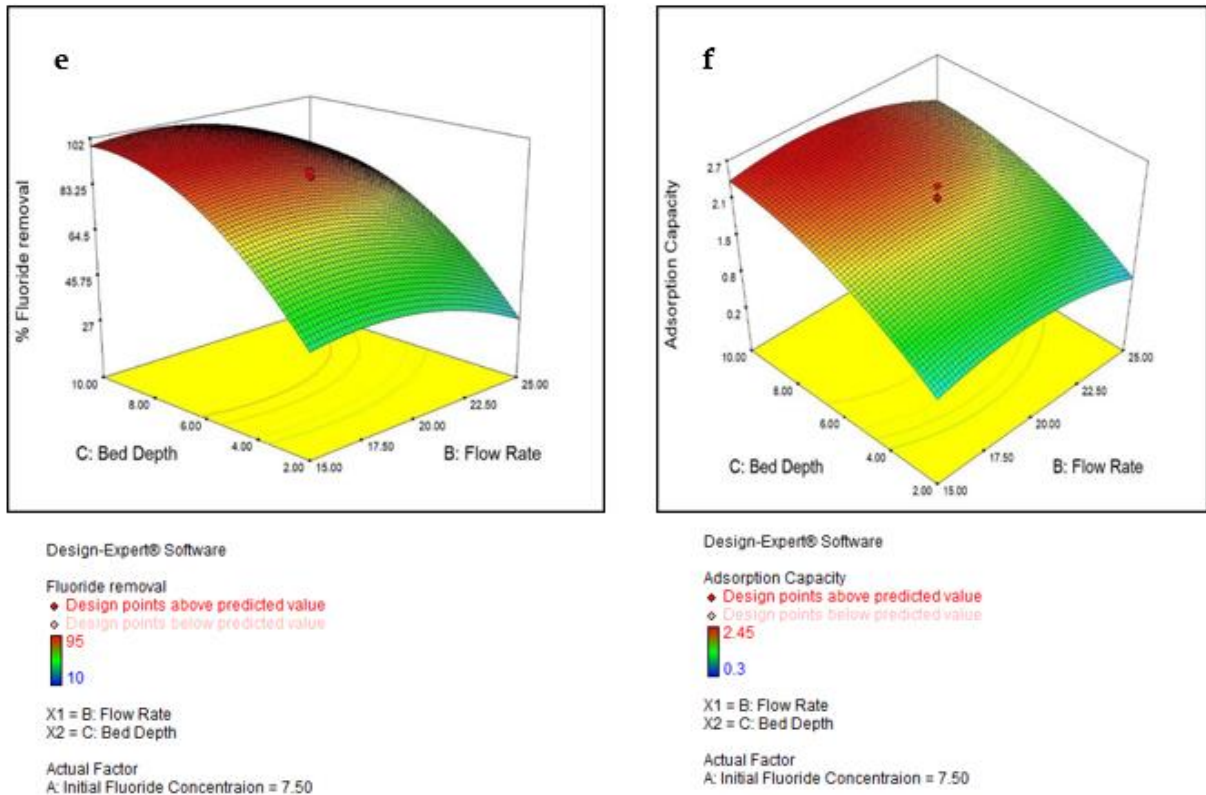 e
% Fluoride removal
102
83.25
64.5
45.75
27
10.00
8.00
6.00
4.00
2.00
15.00
17.50
20.00
22.50
25.00
C: Bed Depth
B: Flow Rate
Design-Expert® Software
Fluoride removal
Design points above predicted value
Design points below predicted value
95
10
X1 = B: Flow Rate
X2 = C: Bed Depth
Actual Factor
A: Initial Fluoride Concentraion = 7.50
f
Adsorption Capacity
2.7
2.1
1.5
0.8
0.2
10.00
8.00
6.00
4.00
2.00
15.00
17.50
20.00
22.50
25.00
C: Bed Depth
B: Flow Rate
Design-Expert® Software
Adsorption Capacity
Design points above predicted value
Design points below predicted value
2.45
0.3
X1 = B: Flow Rate
X2 = C: Bed Depth
Actual Factor
A: Initial Fluoride Concentraion = 7.50